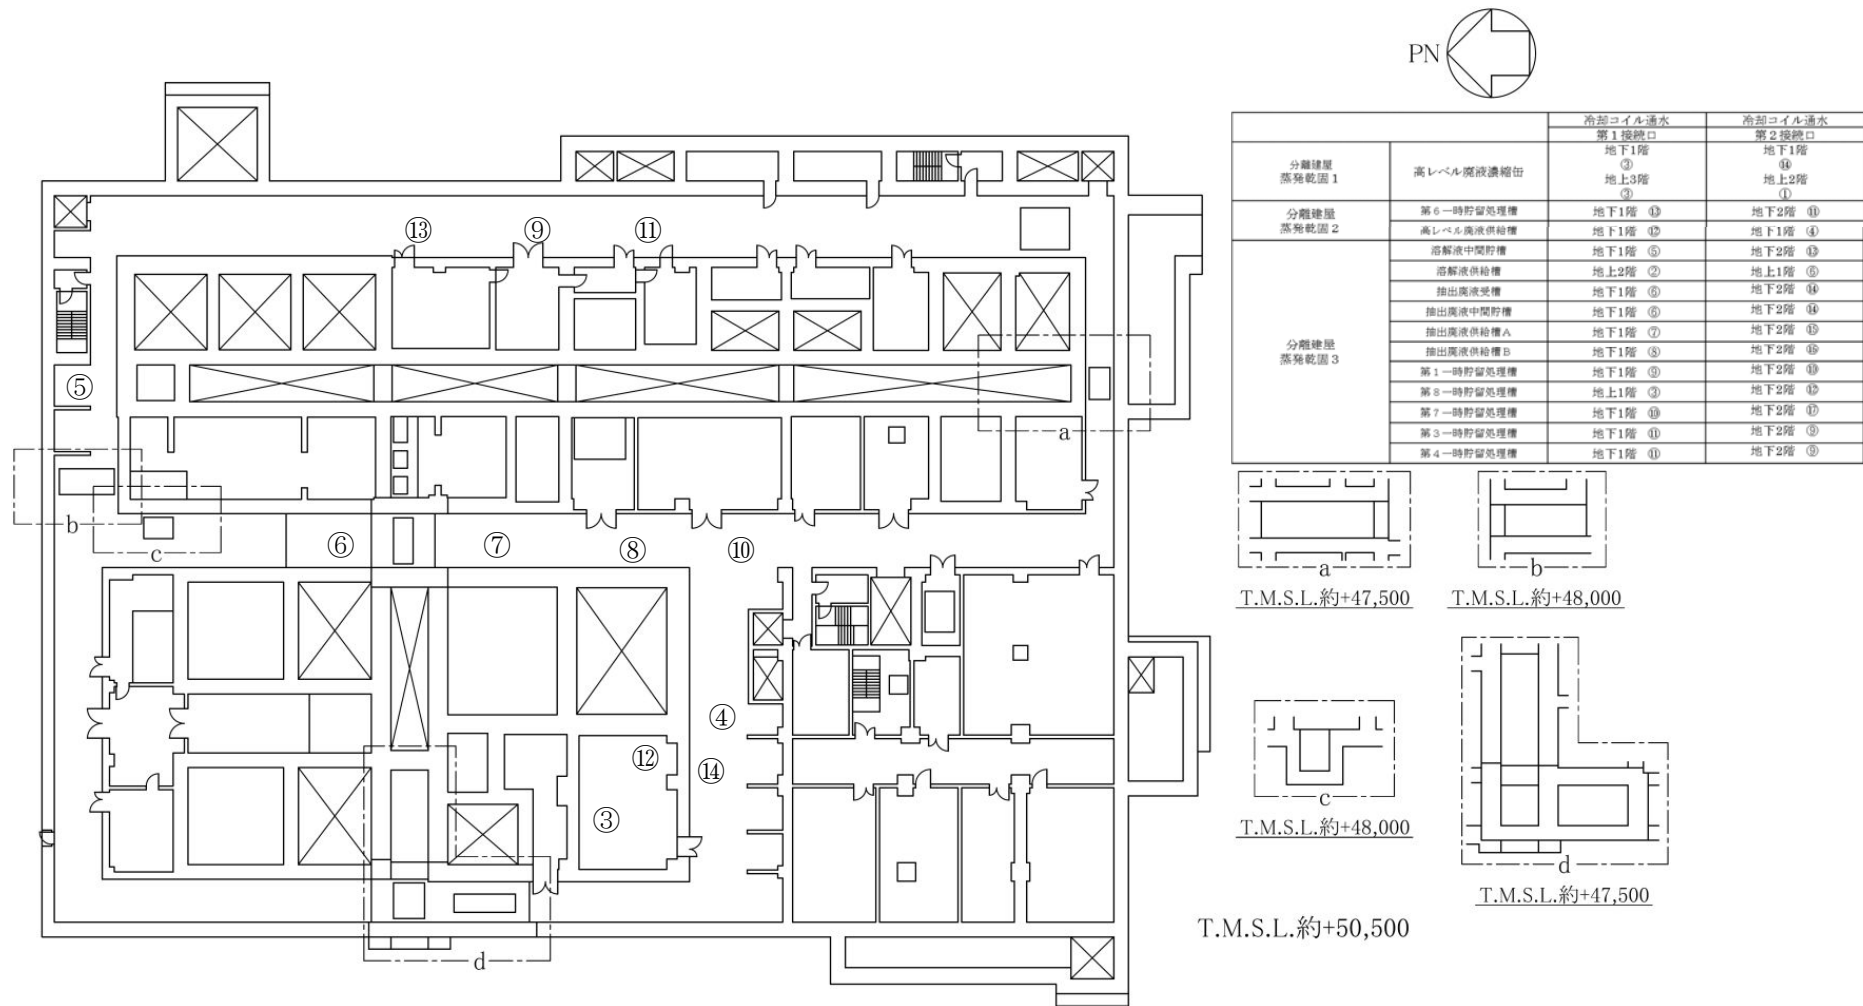 PN
冷却コイル通水 冷却コイル通水
第1接続口 第2接続口
分離建屋 蒸発乾固1 高レベル廃液濃縮缶 地下1階 ③ 地上3階 ③ 地下1階 ⑭ 地上2階 ①
分離建屋 蒸発乾固2 第6一時貯留処理槽 地下1階 ⑬ 地下2階 ⑪
高レベル廃液供給槽 地下1階 ⑫ 地下1階 ④
分離建屋 蒸発乾固3 溶解液中間貯槽 地下1階 ⑤ 地下2階 ⑬
溶解液供給槽 地上2階 ② 地上1階 ⑥
抽出廃液受槽 地下1階 ⑥ 地下2階 ⑭
抽出廃液中間貯槽 地下1階 ⑥ 地下2階 ⑭
抽出廃液供給槽A 地下1階 ⑦ 地下2階 ⑮
抽出廃液供給槽B 地下1階 ⑧ 地下2階 ⑯
第1一時貯留処理槽 地下1階 ⑨ 地下2階 ⑩
第8一時貯留処理槽 地上1階 ③ 地下2階 ⑫
第7一時貯留処理槽 地下1階 ⑩ 地下2階 ⑰
第3一時貯留処理槽 地下1階 ⑪ 地下2階 ⑨
第4一時貯留処理槽 地下1階 ⑪ 地下2階 ⑨
⑬ ⑨ ⑪
⑤
a
b
c
⑥ ⑦ ⑧ ⑩
④
⑫ ⑭
③
d
a
T.M.S.L.約+47,500
b
T.M.S.L.約+48,000
c
T.M.S.L.約+48,000
d
T.M.S.L.約+47,500
T.M.S.L.約+50,500